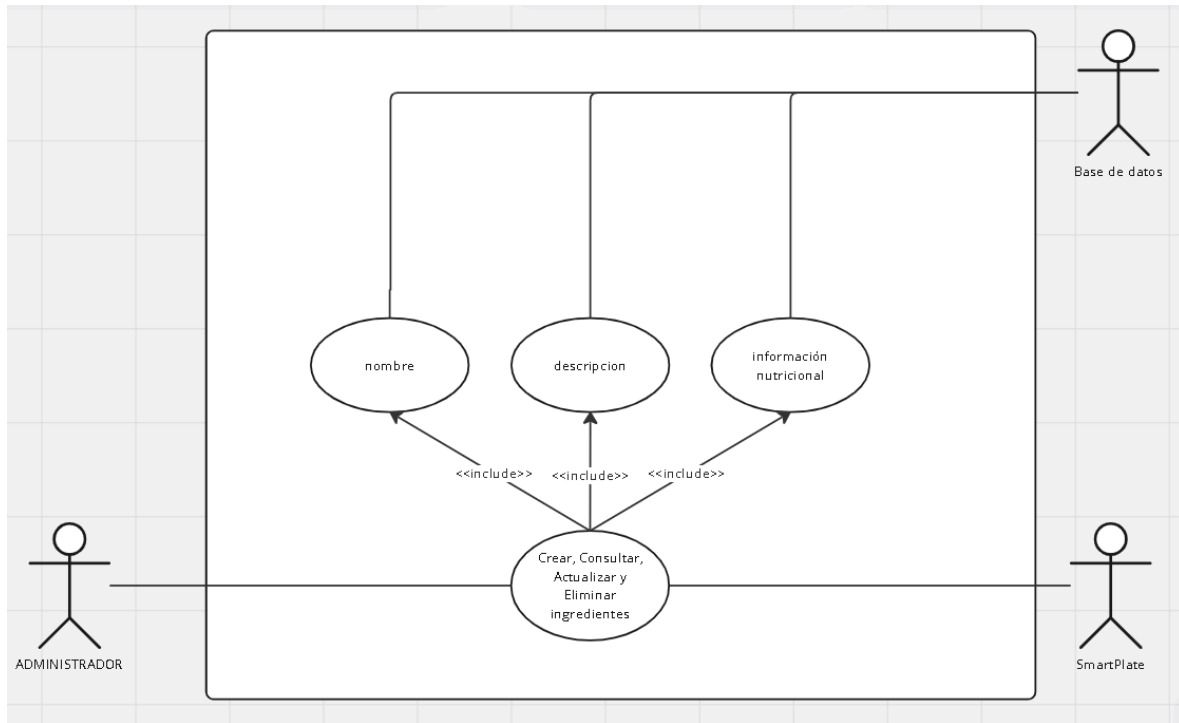 Base de datos
nombre
descripcion
información
nutricional
<<include>>
<<include>>
<<include>>
Crear, Consultar,
Actualizar y
Eliminar
ingredientes
ADMINISTRADOR
SmartPlate